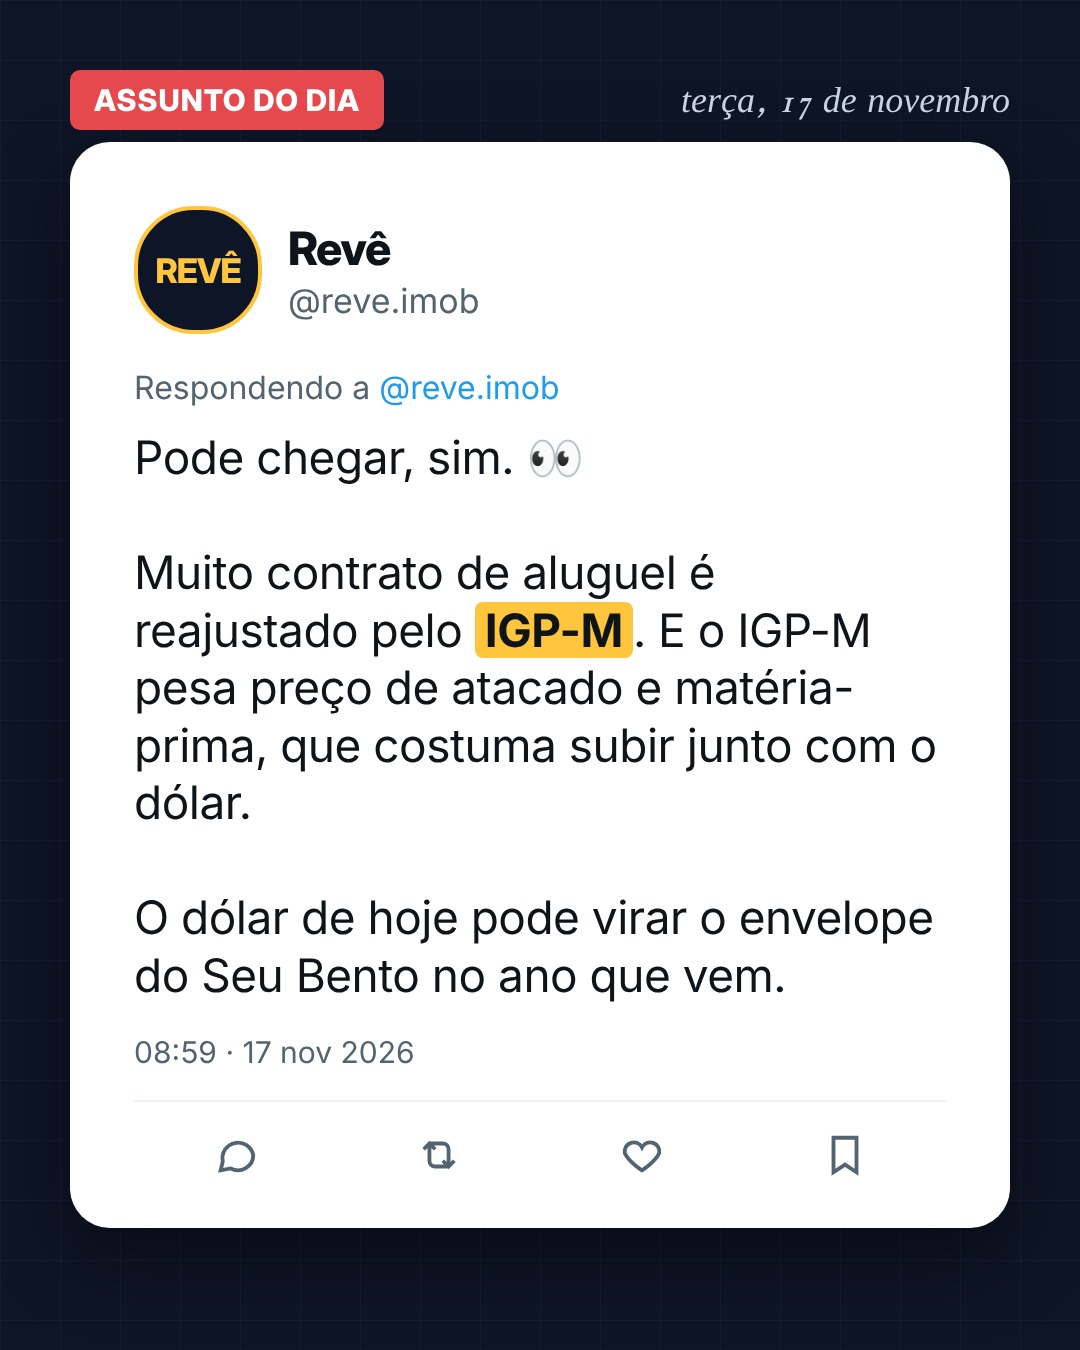 ASSUNTO DO DIA
terça, 17 de novembro
REVÊ
Revê
@reve.imob
Respondendo a @reve.imob
Pode chegar, sim. 👀
Muito contrato de aluguel é
reajustado pelo IGP-M. E o IGP-M
pesa preço de atacado e matéria-
prima, que costuma subir junto com o
dólar.
O dólar de hoje pode virar o envelope
do Seu Bento no ano que vem.
08:59 · 17 nov 2026